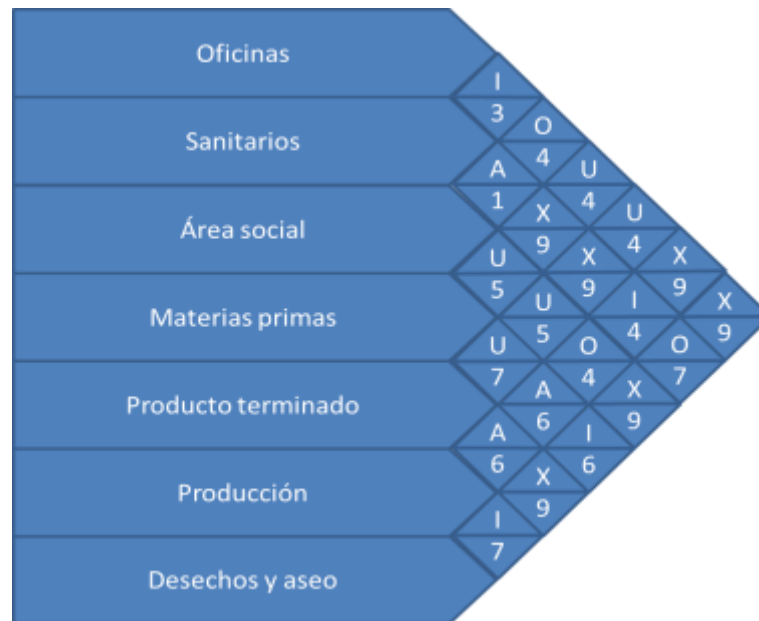 Oficinas
I
3
O
Sanitarios
4
A U
1 4
X U
Área social
9 4
U X X
5 9 9
U I X
Materias primas
5 4 9
U O O
7 4 7
A X
Producto terminado
6 9
A I
6 6
X
Producción
9
I
7
Desechos y aseo